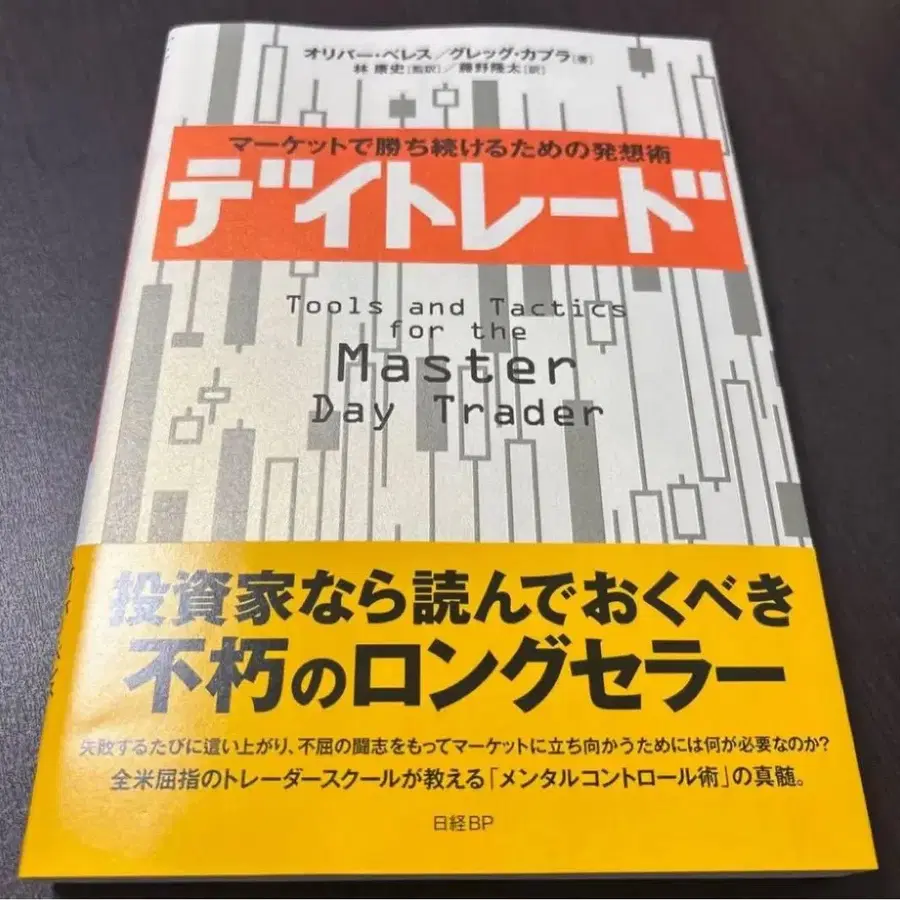 オリバー・ベレス／グレッグ・カプラ[著]
林 康史[監訳]／藤野隆太[訳]
マーケットで勝ち続けるための発想術
デイトレード
Tools and Tactics
for the
Master
Day Trader
投資家なら読んでおくべき
不朽のロングセラー
失敗するたびに這い上がり、不屈の闘志をもってマーケットに立ち向かうためには何が必要なのか?
全米屈指のトレーダースクールが教える「メンタルコントロール術」の真髄。
日経BP